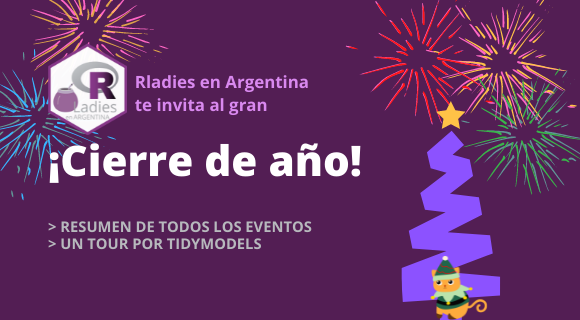 R
Ladies
en ARGENTINA
Rladies en Argentina
te invita al gran
¡Cierre de año!
> RESUMEN DE TODOS LOS EVENTOS
> UN TOUR POR TIDYMODELS